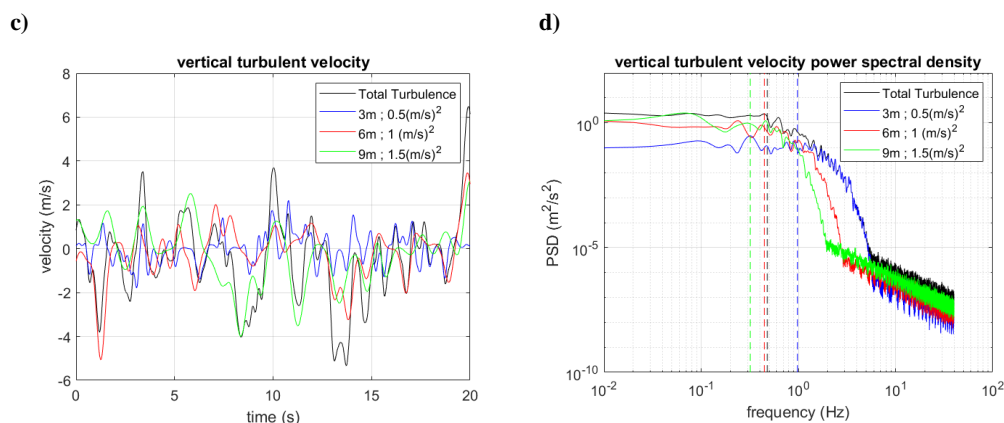 c)
vertical turbulent velocity
8
6
4
2
0
-2
-4
-6
velocity (m/s)
0
5
10
15
20
time (s)
Total Turbulence
3m ; 0.5(m/s)²
6m ; 1 (m/s)²
9m ; 1.5(m/s)²
d)
vertical turbulent velocity power spectral density
10⁰
10⁻⁵
10⁻¹⁰
PSD (m²/s²)
10⁻²
10⁻¹
10⁰
10¹
10²
frequency (Hz)
Total Turbulence
3m ; 0.5(m/s)²
6m ; 1 (m/s)²
9m ; 1.5(m/s)²